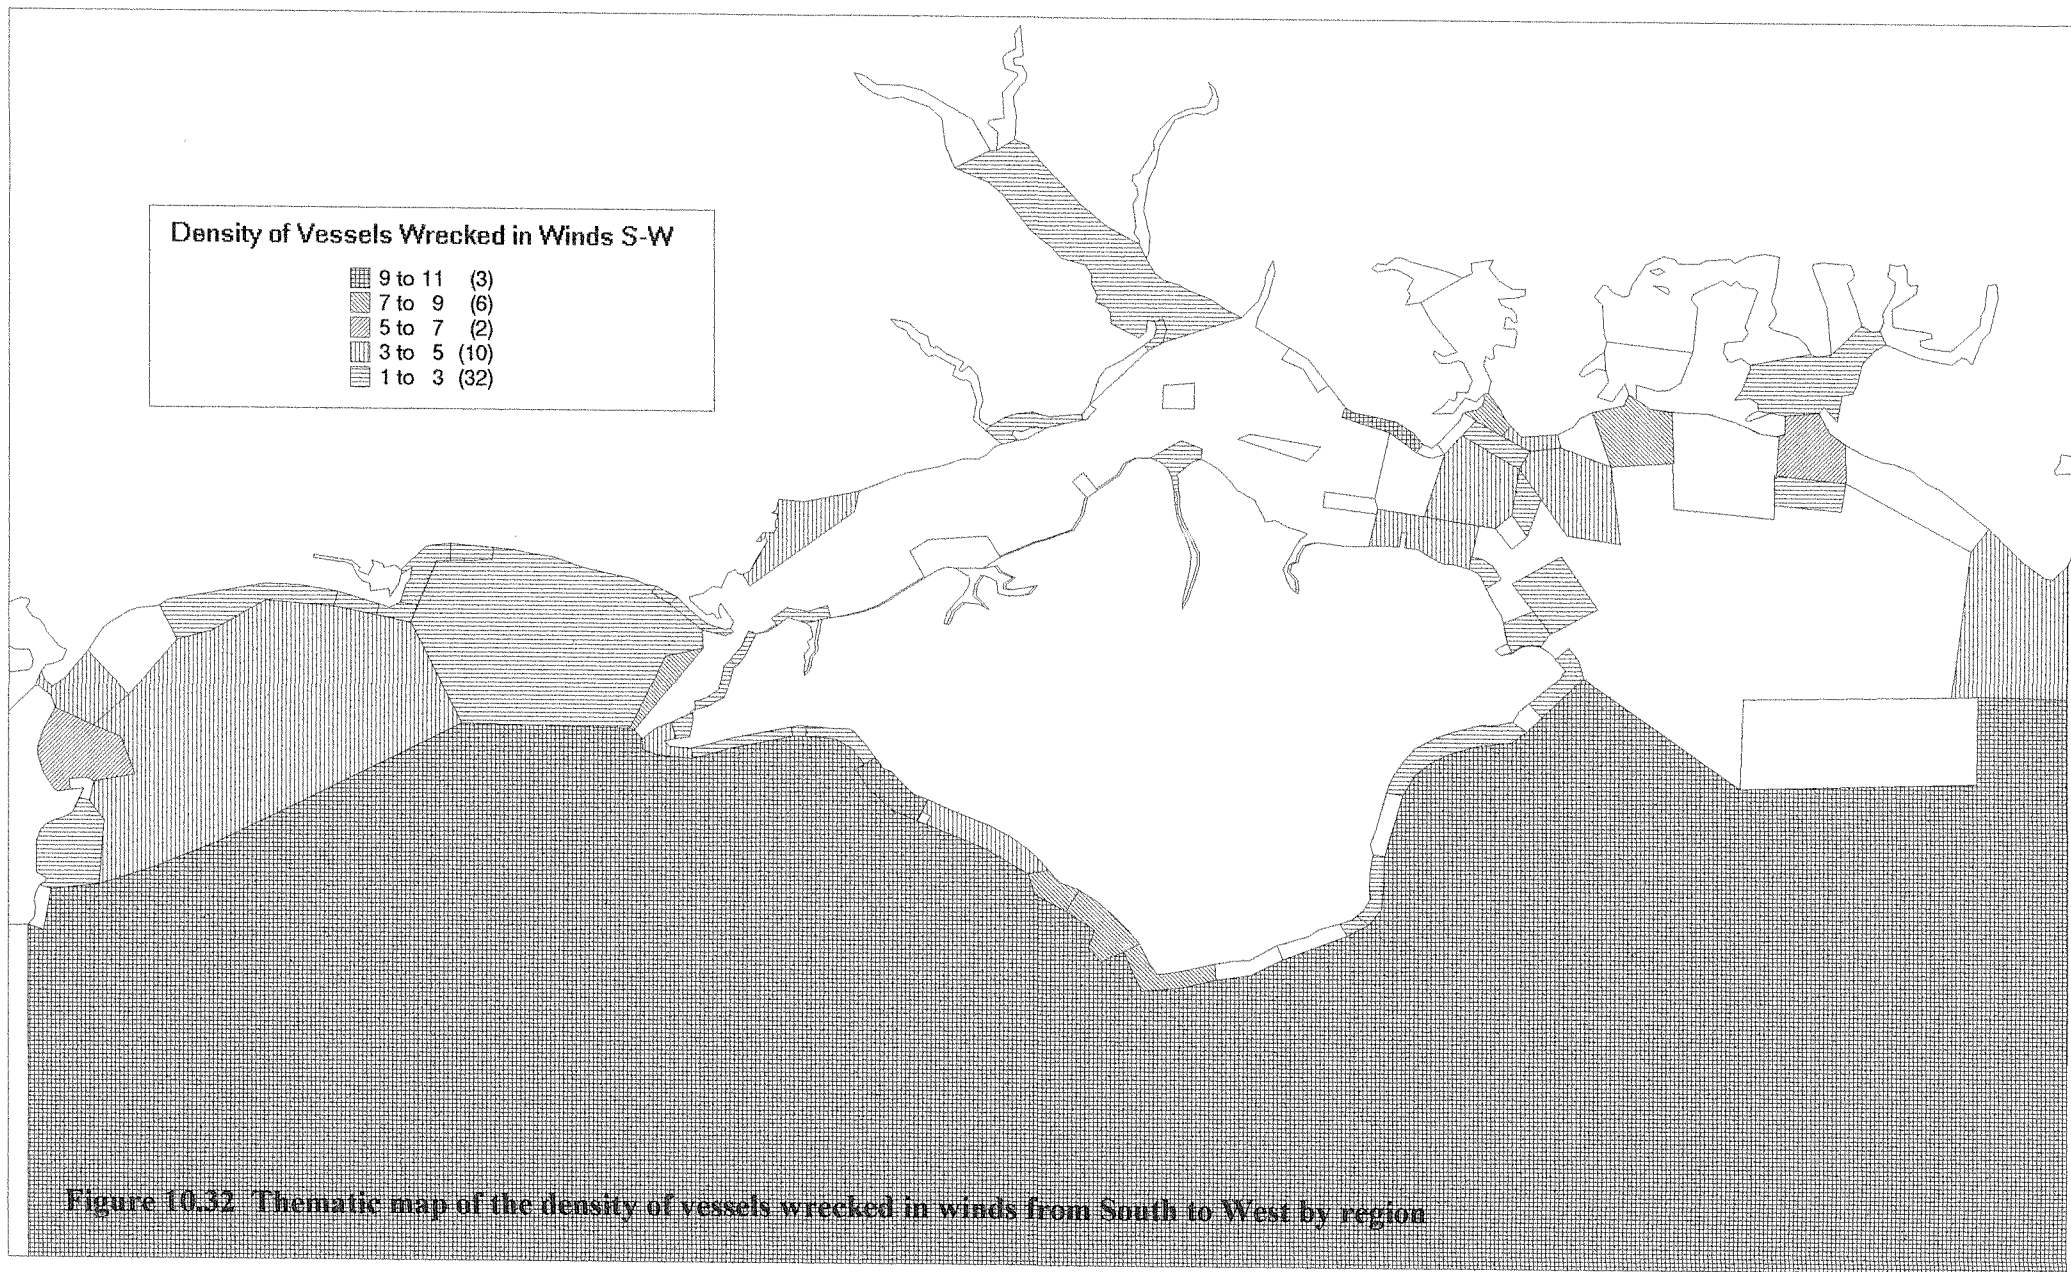 Density of Vessels Wrecked in Winds S-W
9 to 11 (3)
7 to 9 (6)
5 to 7 (2)
3 to 5 (10)
1 to 3 (32)
Figure 10.32 Thematic map of the density of vessels wrecked in winds from South to West by region